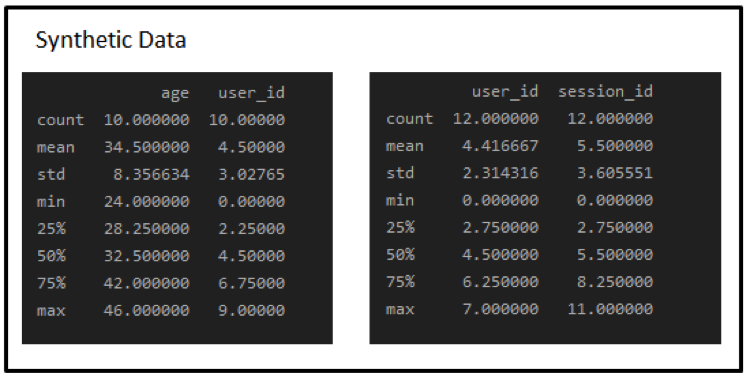 Synthetic Data
age user_id
count 10.000000 10.00000
mean 34.500000 4.50000
std 8.356634 3.02765
min 24.000000 0.00000
25% 28.250000 2.25000
50% 32.500000 4.50000
75% 42.000000 6.75000
max 46.000000 9.00000
user_id session_id
count 12.000000 12.000000
mean 4.416667 5.500000
std 2.314316 3.605551
min 0.000000 0.000000
25% 2.750000 2.750000
50% 4.500000 5.500000
75% 6.250000 8.250000
max 7.000000 11.000000